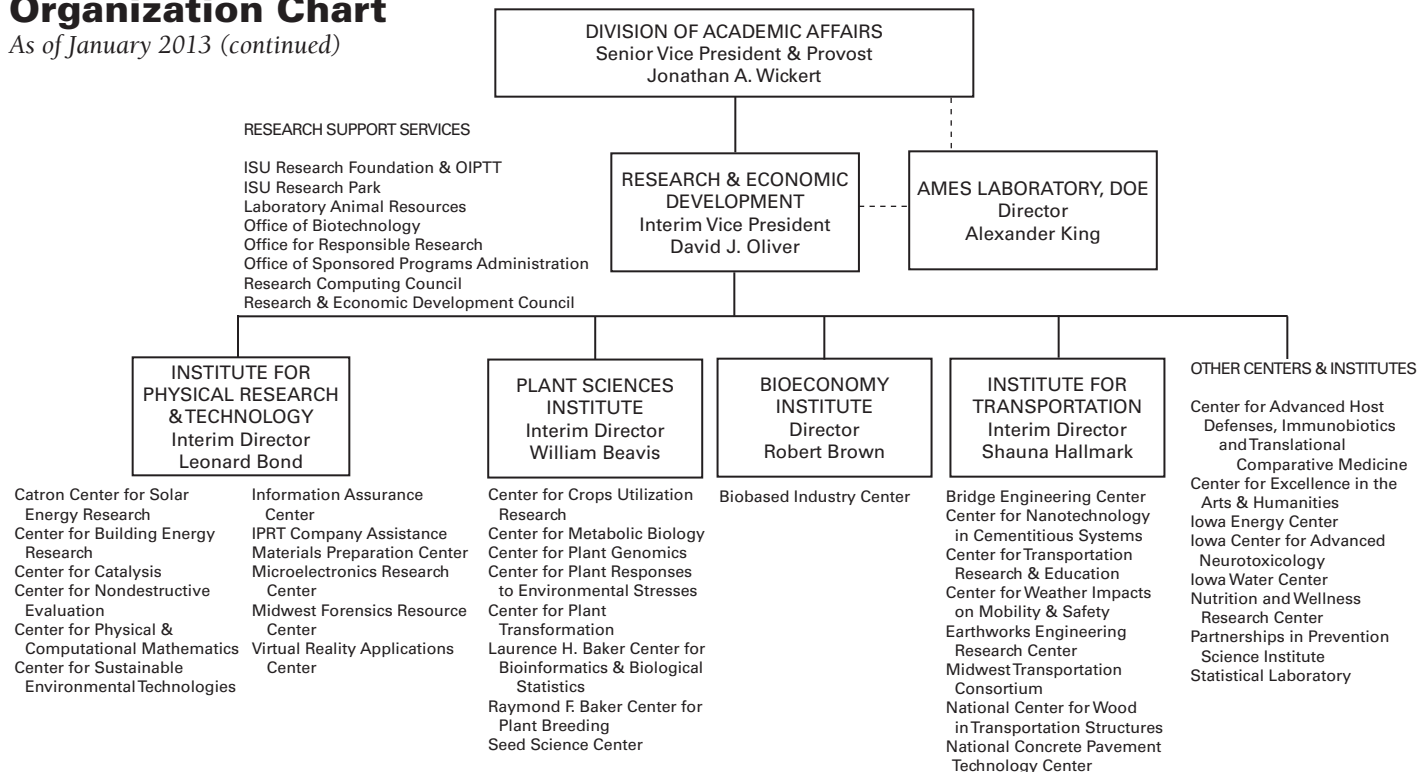 Organization Chart
As of January 2013 (continued)
DIVISION OF ACADEMIC AFFAIRS
Senior Vice President & Provost
Jonathan A. Wickert
RESEARCH SUPPORT SERVICES
ISU Research Foundation & OIPTT
ISU Research Park
Laboratory Animal Resources
Office of Biotechnology
Office for Responsible Research
Office of Sponsored Programs Administration
Research Computing Council
Research & Economic Development Council
RESEARCH & ECONOMIC
DEVELOPMENT
Interim Vice President
David J. Oliver
AMES LABORATORY, DOE
Director
Alexander King
INSTITUTE FOR
PHYSICAL RESEARCH
& TECHNOLOGY
Interim Director
Leonard Bond
Catron Center for Solar
Energy Research
Center for Building Energy
Research
Center for Catalysis
Center for Nondestructive
Evaluation
Center for Physical &
Computational Mathematics
Center for Sustainable
Environmental Technologies
Information Assurance
Center
IPRT Company Assistance
Materials Preparation Center
Microelectronics Research
Center
Midwest Forensics Resource
Center
Virtual Reality Applications
Center
PLANT SCIENCES
INSTITUTE
Interim Director
William Beavis
Center for Crops Utilization
Research
Center for Metabolic Biology
Center for Plant Genomics
Center for Plant Responses
to Environmental Stresses
Center for Plant
Transformation
Laurence H. Baker Center for
Bioinformatics & Biological
Statistics
Raymond F. Baker Center for
Plant Breeding
Seed Science Center
BIOECONOMY
INSTITUTE
Director
Robert Brown
Biobased Industry Center
INSTITUTE FOR
TRANSPORTATION
Interim Director
Shauna Hallmark
Bridge Engineering Center
Center for Nanotechnology
in Cementitious Systems
Center for Transportation
Research & Education
Center for Weather Impacts
on Mobility & Safety
Earthworks Engineering
Research Center
Midwest Transportation
Consortium
National Center for Wood
in Transportation Structures
National Concrete Pavement
Technology Center
OTHER CENTERS & INSTITUTES
Center for Advanced Host
Defenses, Immunobiotics
and Translational
Comparative Medicine
Center for Excellence in the
Arts & Humanities
Iowa Energy Center
Iowa Center for Advanced
Neurotoxicology
Iowa Water Center
Nutrition and Wellness
Research Center
Partnerships in Prevention
Science Institute
Statistical Laboratory